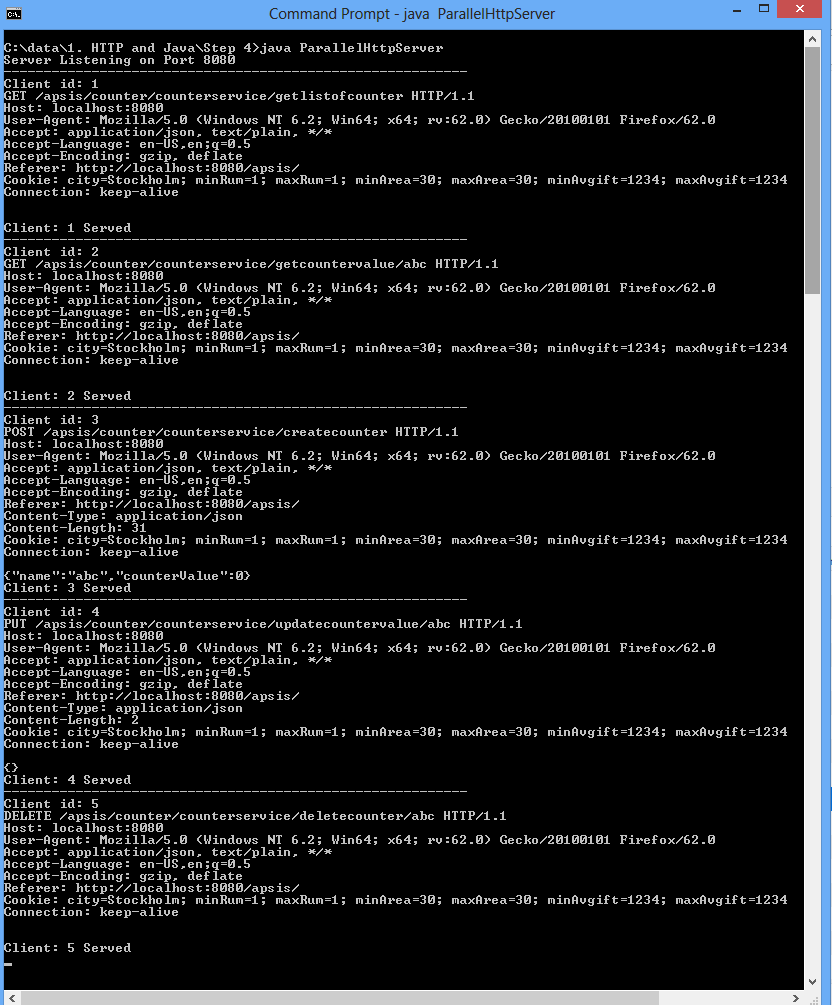 Command Prompt - java  ParallelHttpServer
C:\data\1. HTTP and Java\Step 4>java ParallelHttpServer
Server Listening on Port 8080
----------------------------------------------------------
Client id: 1
GET /apsis/counter/counterservice/getlistofcounter HTTP/1.1
Host: localhost:8080
User-Agent: Mozilla/5.0 (Windows NT 6.2; Win64; x64; rv:62.0) Gecko/20100101 Firefox/62.0
Accept: application/json, text/plain, */*
Accept-Language: en-US,en;q=0.5
Accept-Encoding: gzip, deflate
Referer: http://localhost:8080/apsis/
Cookie: city=Stockholm; minRum=1; maxRum=1; minArea=30; maxArea=30; minAvgift=1234; maxAvgift=1234
Connection: keep-alive
Client: 1 Served
----------------------------------------------------------
Client id: 2
GET /apsis/counter/counterservice/getcountervalue/abc HTTP/1.1
Host: localhost:8080
User-Agent: Mozilla/5.0 (Windows NT 6.2; Win64; x64; rv:62.0) Gecko/20100101 Firefox/62.0
Accept: application/json, text/plain, */*
Accept-Language: en-US,en;q=0.5
Accept-Encoding: gzip, deflate
Referer: http://localhost:8080/apsis/
Cookie: city=Stockholm; minRum=1; maxRum=1; minArea=30; maxArea=30; minAvgift=1234; maxAvgift=1234
Connection: keep-alive
Client: 2 Served
----------------------------------------------------------
Client id: 3
POST /apsis/counter/counterservice/createcounter HTTP/1.1
Host: localhost:8080
User-Agent: Mozilla/5.0 (Windows NT 6.2; Win64; x64; rv:62.0) Gecko/20100101 Firefox/62.0
Accept: application/json, text/plain, */*
Accept-Language: en-US,en;q=0.5
Accept-Encoding: gzip, deflate
Referer: http://localhost:8080/apsis/
Content-Type: application/json
Content-Length: 31
Cookie: city=Stockholm; minRum=1; maxRum=1; minArea=30; maxArea=30; minAvgift=1234; maxAvgift=1234
Connection: keep-alive
{"name":"abc","counterValue":0}
Client: 3 Served
----------------------------------------------------------
Client id: 4
PUT /apsis/counter/counterservice/updatecountervalue/abc HTTP/1.1
Host: localhost:8080
User-Agent: Mozilla/5.0 (Windows NT 6.2; Win64; x64; rv:62.0) Gecko/20100101 Firefox/62.0
Accept: application/json, text/plain, */*
Accept-Language: en-US,en;q=0.5
Accept-Encoding: gzip, deflate
Referer: http://localhost:8080/apsis/
Content-Type: application/json
Content-Length: 2
Cookie: city=Stockholm; minRum=1; maxRum=1; minArea=30; maxArea=30; minAvgift=1234; maxAvgift=1234
Connection: keep-alive
{}
Client: 4 Served
----------------------------------------------------------
Client id: 5
DELETE /apsis/counter/counterservice/deletecounter/abc HTTP/1.1
Host: localhost:8080
User-Agent: Mozilla/5.0 (Windows NT 6.2; Win64; x64; rv:62.0) Gecko/20100101 Firefox/62.0
Accept: application/json, text/plain, */*
Accept-Language: en-US,en;q=0.5
Accept-Encoding: gzip, deflate
Referer: http://localhost:8080/apsis/
Cookie: city=Stockholm; minRum=1; maxRum=1; minArea=30; maxArea=30; minAvgift=1234; maxAvgift=1234
Connection: keep-alive
Client: 5 Served